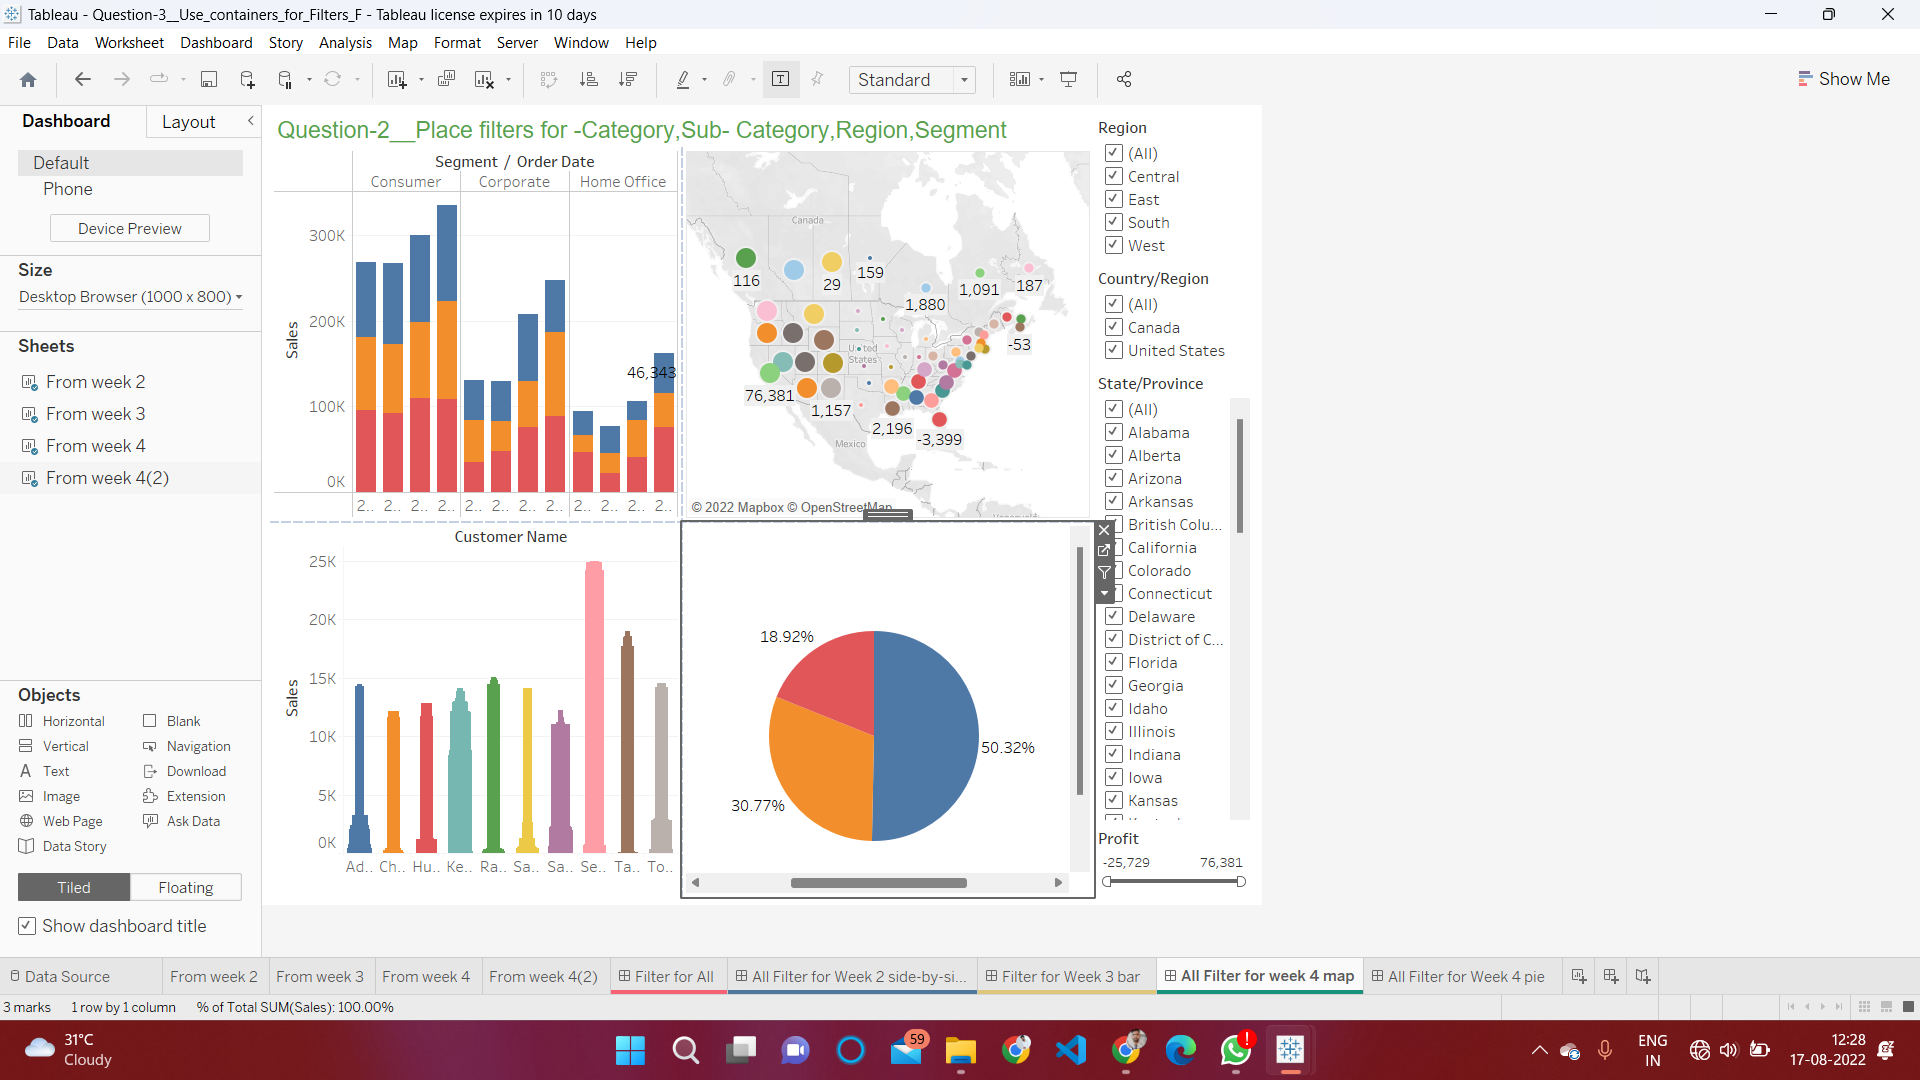 Tableau - Question-3__Use_containers_for_Filters_F - Tableau license expires in 10 days
File Data Worksheet Dashboard Story Analysis Map Format Server Window Help
Standard
Show Me
Dashboard Layout
Default
Phone
Device Preview
Size
Desktop Browser (1000 x 800)
Sheets
From week 2
From week 3
From week 4
From week 4(2)
Objects
Horizontal Blank
Vertical Navigation
Text Download
Image Extension
Web Page Ask Data
Data Story
Tiled Floating
Show dashboard title
Question-2__Place filters for -Category,Sub- Category,Region,Segment
Segment / Order Date
Consumer Corporate Home Office
Sales
300K
200K
100K
0K
46,343
2.. 2.. 2.. 2.. 2.. 2.. 2.. 2.. 2.. 2.. 2.. 2..
Canada
United States
Mexico
116
29
159
1,880
1,091
187
-53
76,381
1,157
2,196
-3,399
© 2022 Mapbox © OpenStreetMap
Customer Name
Sales
25K
20K
15K
10K
5K
0K
Ad.. Ch.. Hu.. Ke.. Ra.. Sa.. Sa.. Se.. Ta.. To..
18.92%
50.32%
30.77%
Region
(All)
Central
East
South
West
Country/Region
(All)
Canada
United States
State/Province
(All)
Alabama
Alberta
Arizona
Arkansas
British Colu...
California
Colorado
Connecticut
Delaware
District of C...
Florida
Georgia
Idaho
Illinois
Indiana
Iowa
Kansas
Profit
-25,729 76,381
Data Source From week 2 From week 3 From week 4 From week 4(2) Filter for All All Filter for Week 2 side-by-si... Filter for Week 3 bar All Filter for week 4 map All Filter for Week 4 pie
3 marks 1 row by 1 column % of Total SUM(Sales): 100.00%
31°C
Cloudy
59
ENG
IN
12:28
17-08-2022